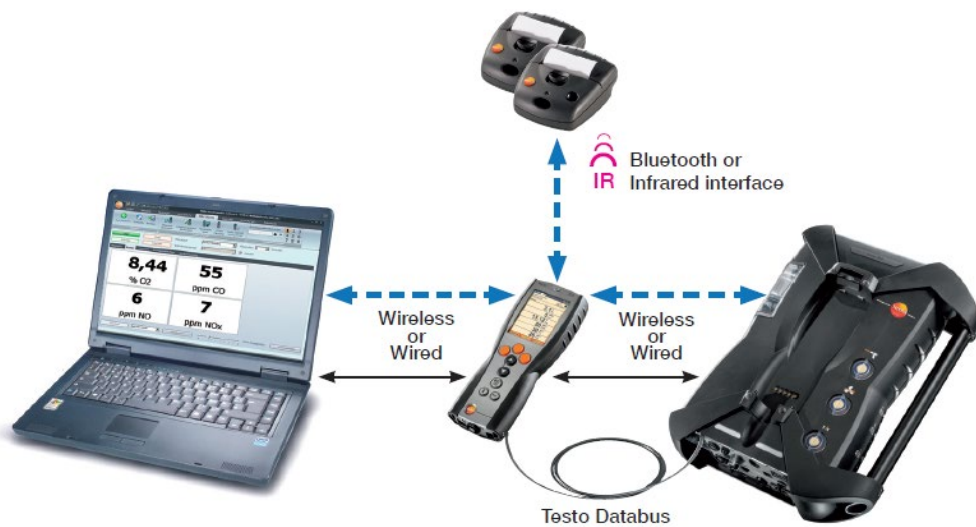 Bluetooth or
IR Infrared interface
8,44
% O2
55
ppm CO
6
ppm NO
7
ppm NOx
Wireless
or
Wired
Wireless
or
Wired
Testo Databus